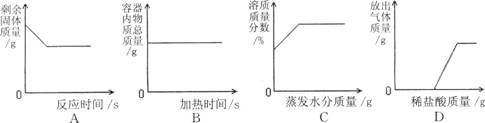 剩余
固体
质量
/g
0
反应时间/s
A
容器
内物
质总
质量
/g
0
加热时间/s
B
溶质
质量
分数
/%
0
蒸发水分质量/g
C
放出
气体
质量
/g
0
稀盐酸质量/g
D